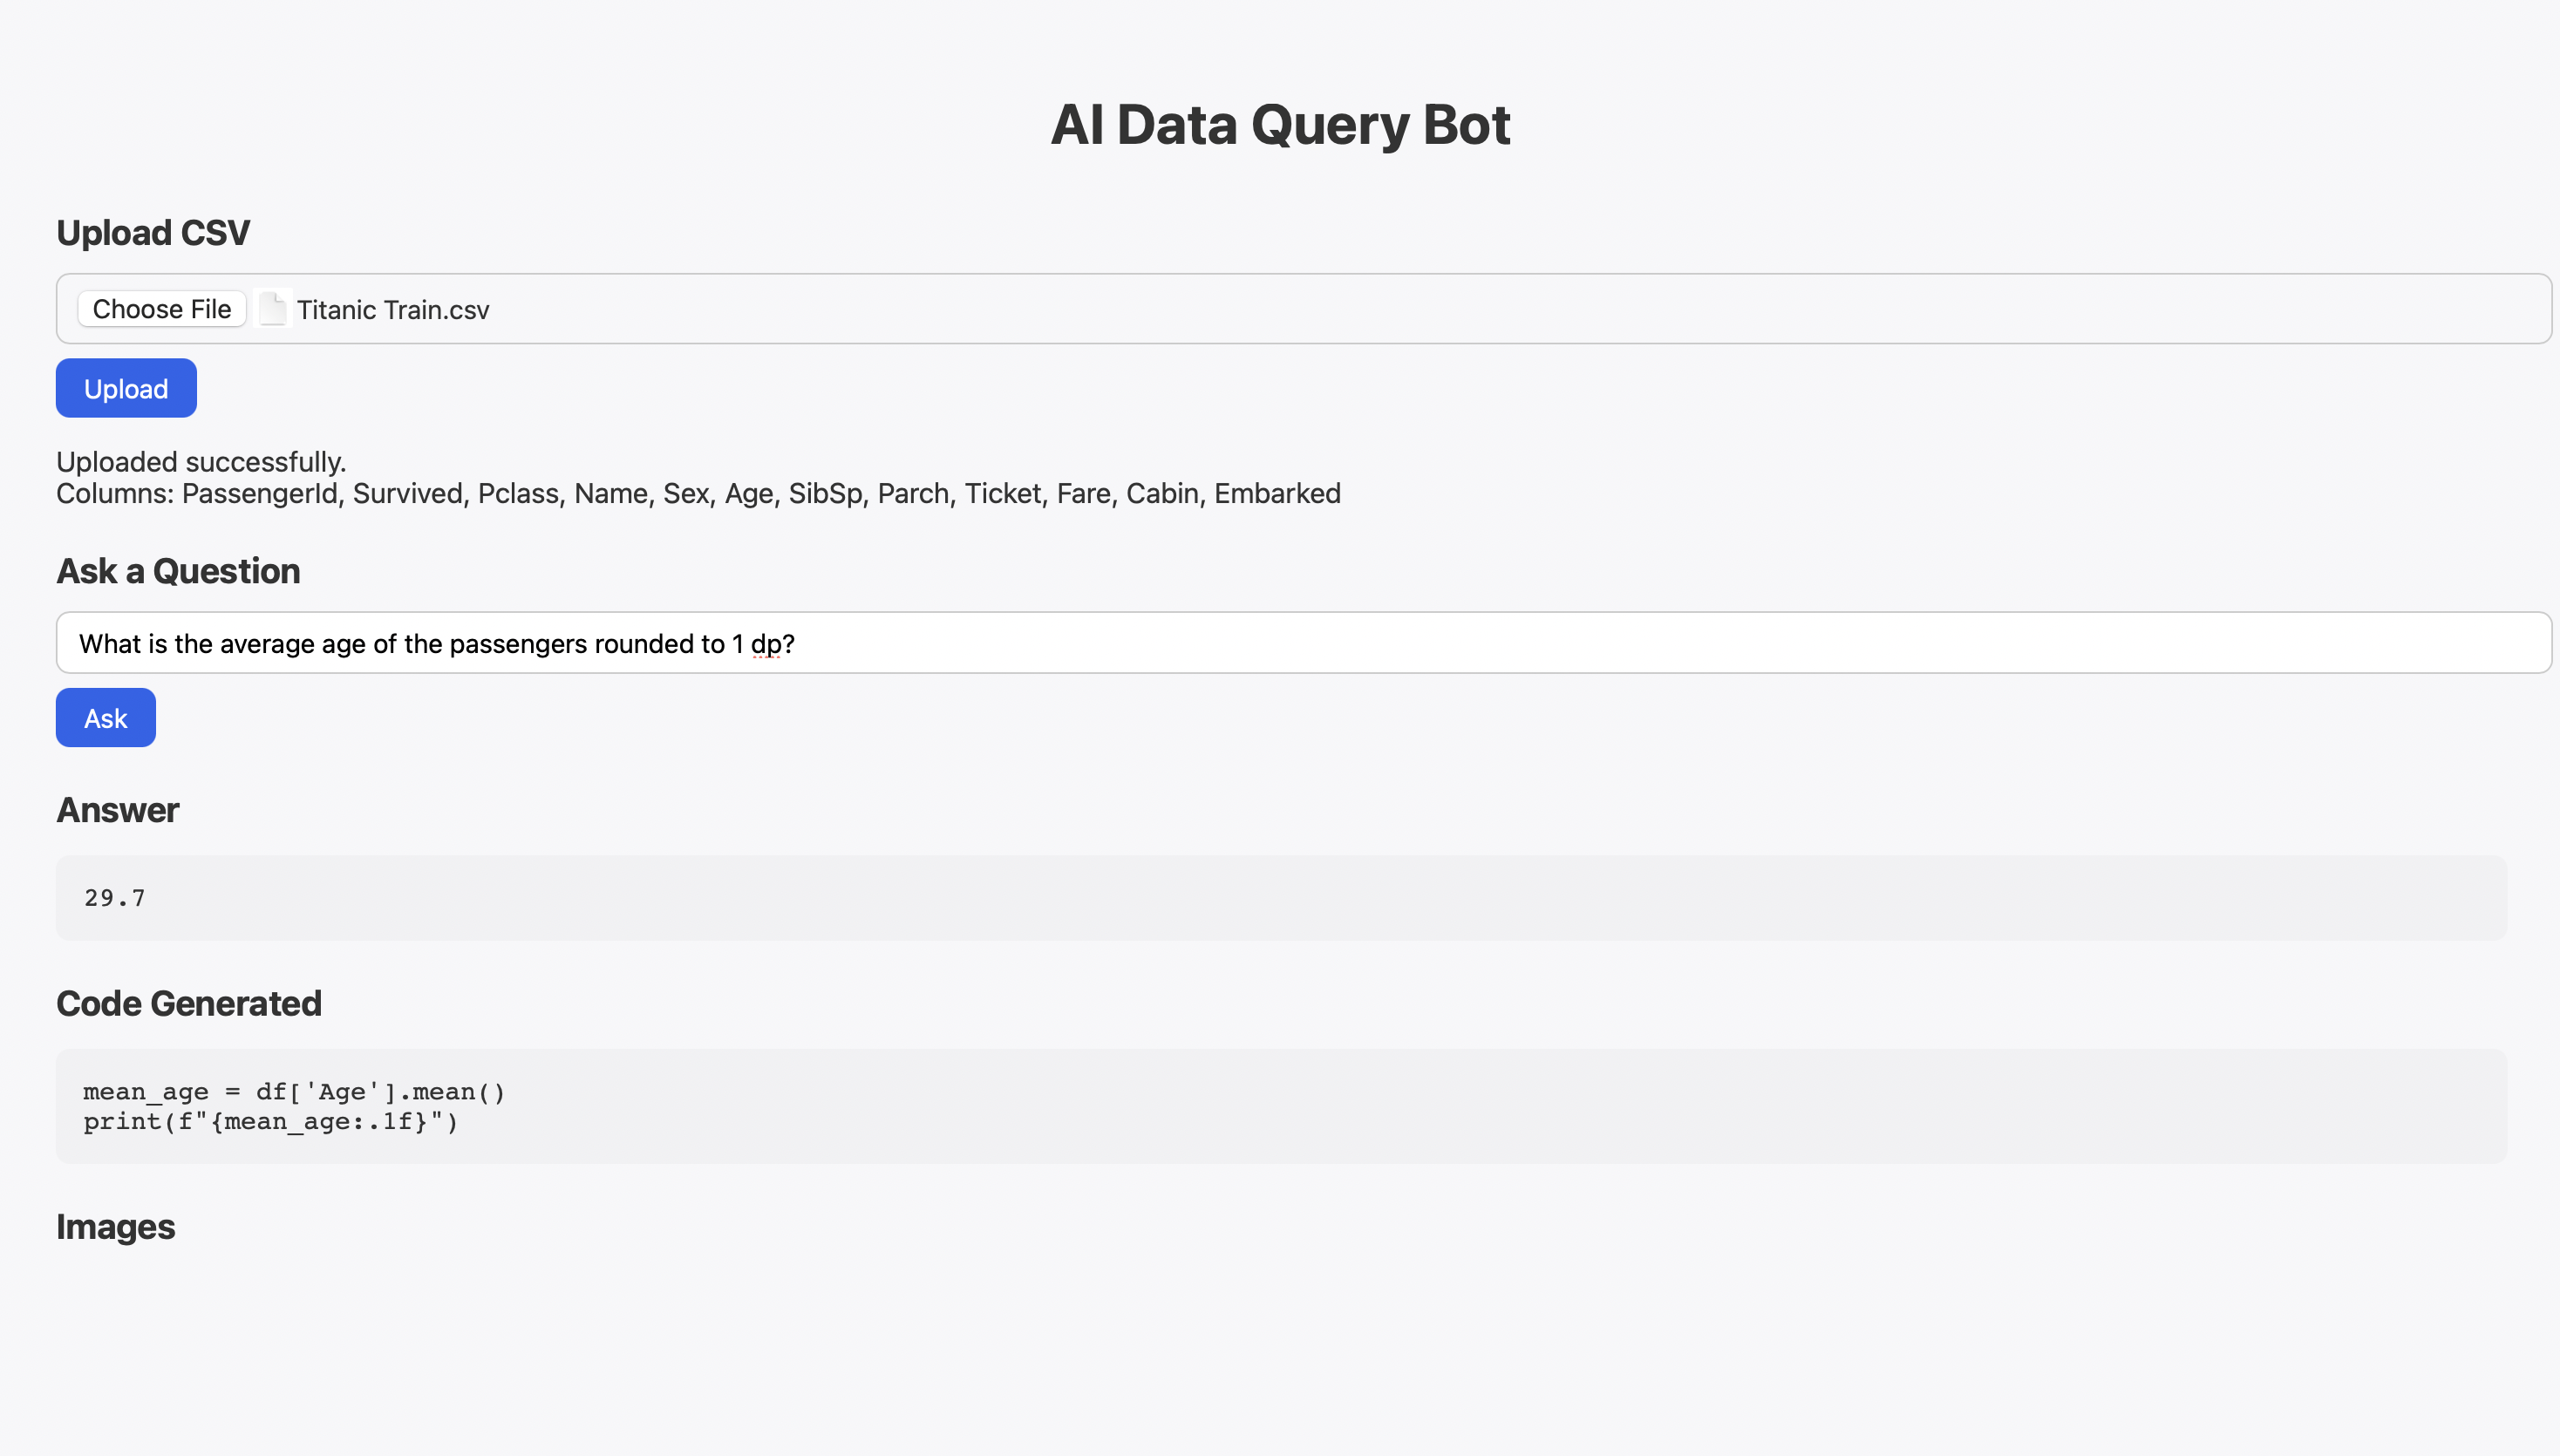 AI Data Query Bot
Upload CSV
Choose File Titanic Train.csv
Upload
Uploaded successfully.
Columns: PassengerId, Survived, Pclass, Name, Sex, Age, SibSp, Parch, Ticket, Fare, Cabin, Embarked
Ask a Question
What is the average age of the passengers rounded to 1 dp?
Ask
Answer
29.7
Code Generated
mean_age = df['Age'].mean()
print(f"{mean_age:.1f}")
Images